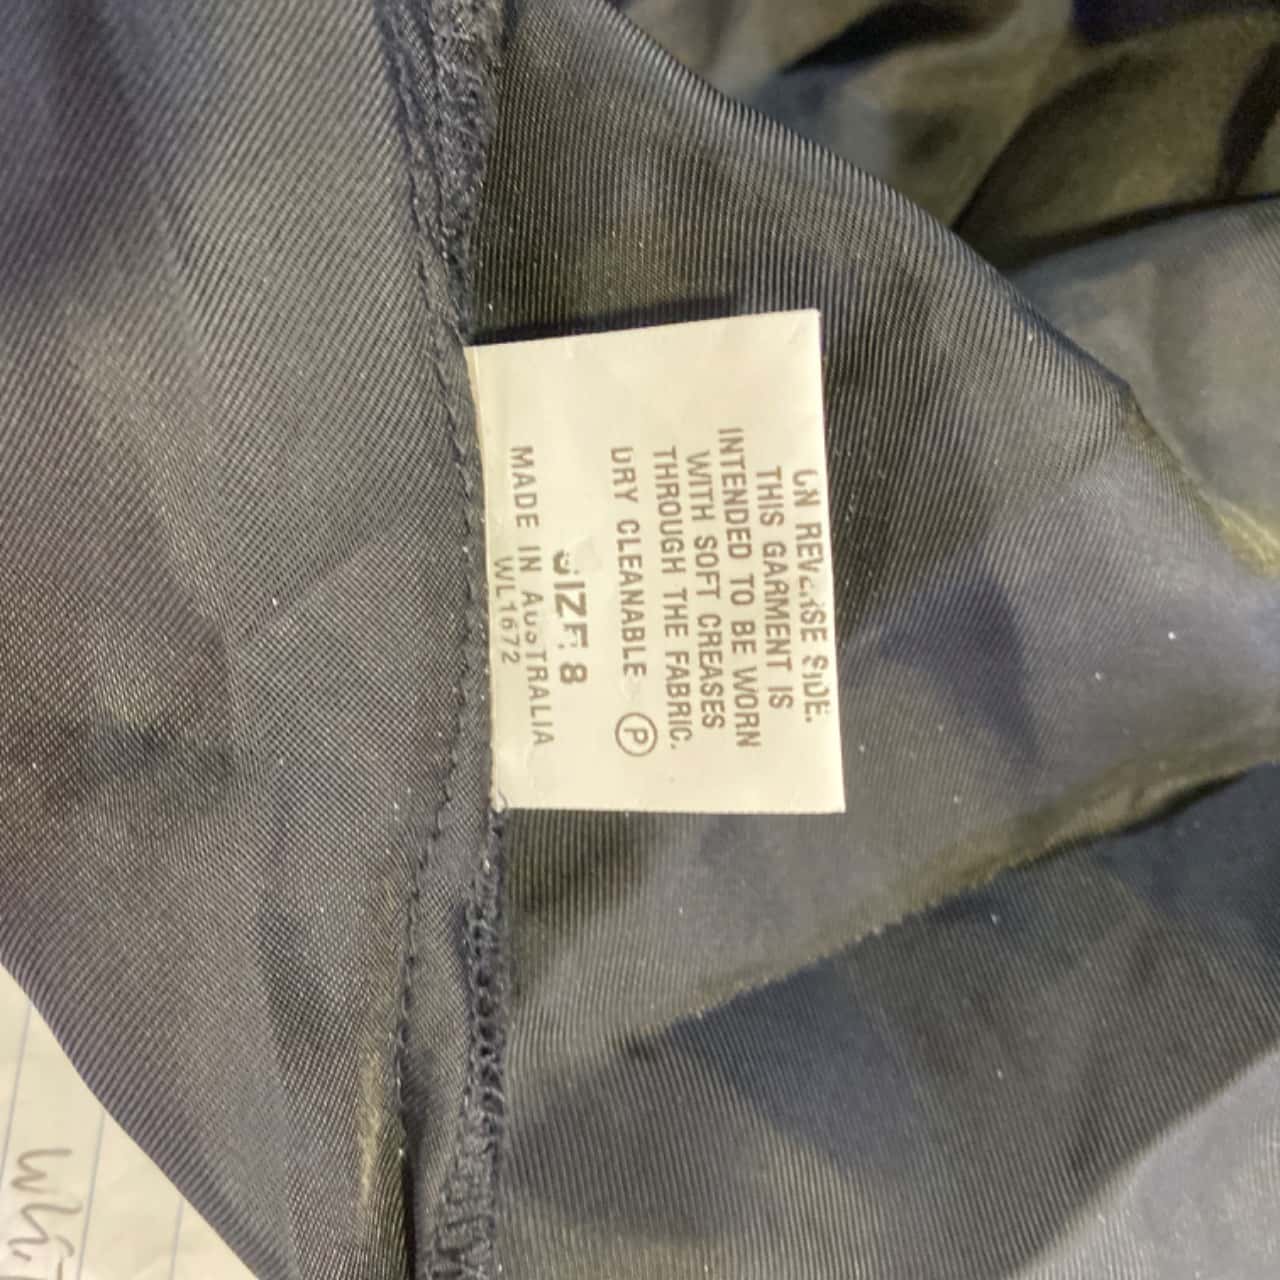 ON REVERSE SIDE.
THIS GARMENT IS
INTENDED TO BE WORN
WITH SOFT CREASES
THROUGH THE FABRIC.
DRY CLEANABLE P
SIZE: 8
MADE IN AUSTRALIA
WL1672